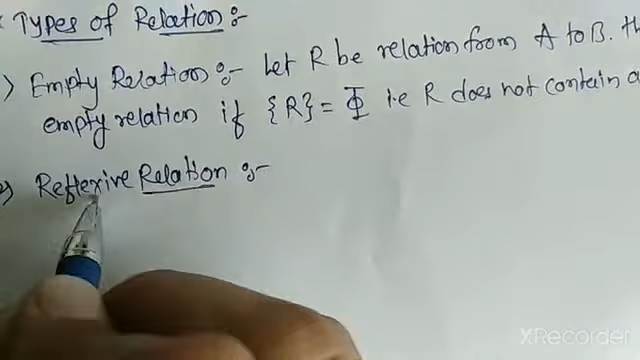 Types of Relation :-
) Empty Relation :- Let R be relation from A to B. th
empty relation if {R} = Φ i.e R does not contain a
) Reflexive Relation :-
XRecorder